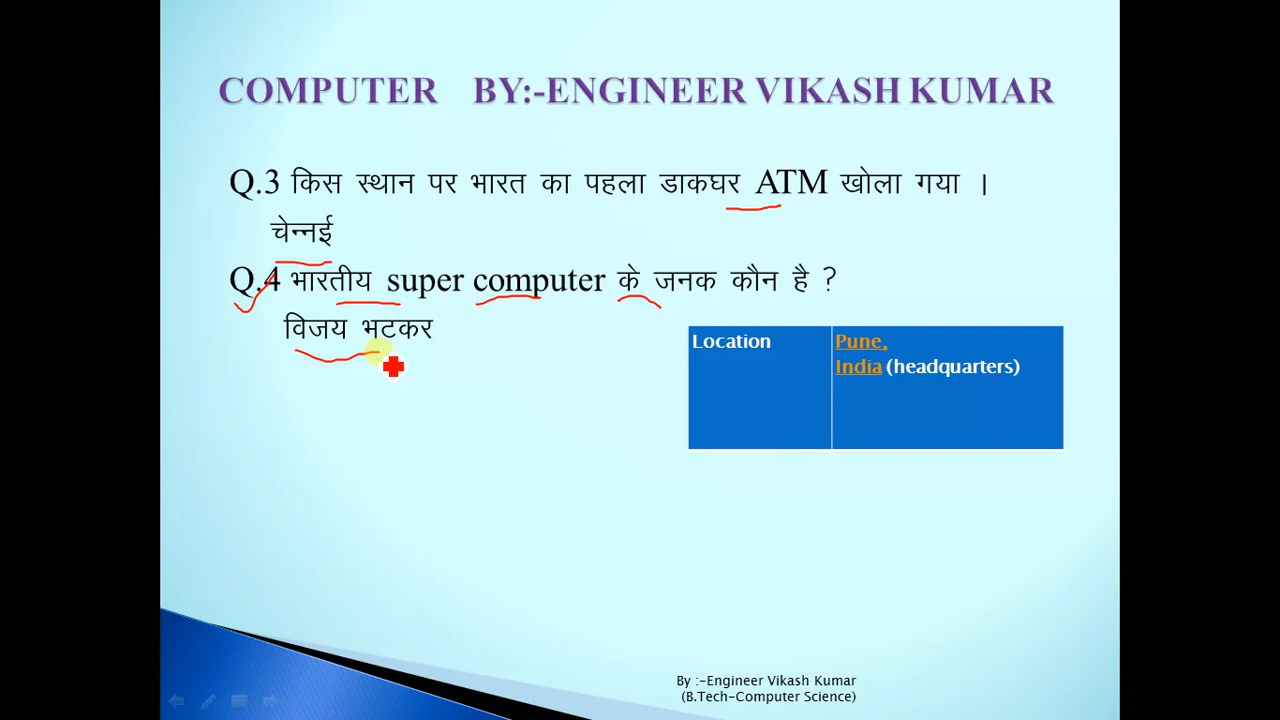 COMPUTER BY:-ENGINEER VIKASH KUMAR
Q.3 किस स्थान पर भारत का पहला डाकघर ATM खोला गया ।
चेन्नई
Q.4 भारतीय super computer के जनक कौन है ?
विजय भटकर
Location
Pune,
India (headquarters)
By :-Engineer Vikash Kumar
(B.Tech-Computer Science)